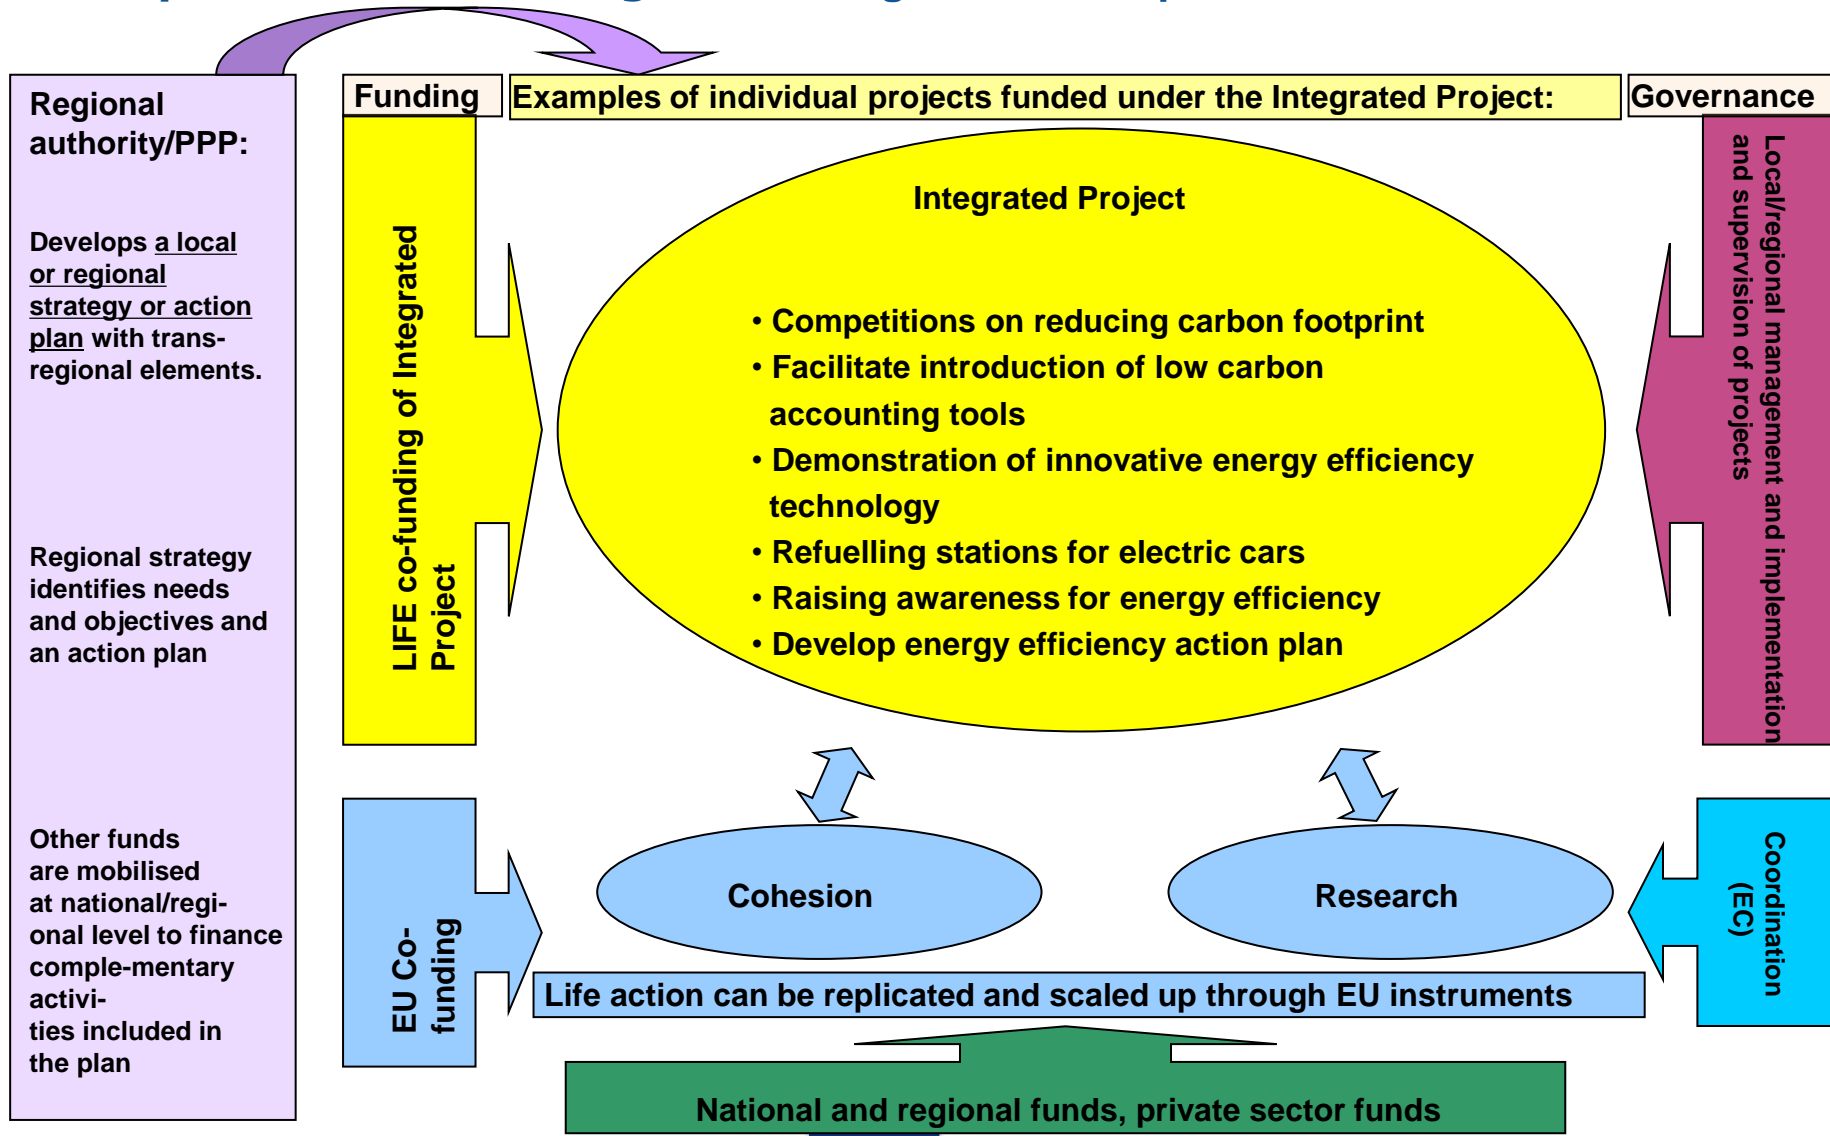 Regional
authority/PPP:
Develops a local
or regional
strategy or action
plan with trans-
regional elements.
Regional strategy
identifies needs
and objectives and
an action plan
Other funds
are mobilised
at national/regi-
onal level to finance
comple-mentary
activi-
ties included in
the plan
Funding
LIFE co-funding of Integrated
Project
EU Co-
funding
Examples of individual projects funded under the Integrated Project:
Integrated Project
• Competitions on reducing carbon footprint
• Facilitate introduction of low carbon
accounting tools
• Demonstration of innovative energy efficiency
technology
• Refuelling stations for electric cars
• Raising awareness for energy efficiency
• Develop energy efficiency action plan
Cohesion
Research
Life action can be replicated and scaled up through EU instruments
National and regional funds, private sector funds
Governance
Local/regional management and implementation
and supervision of projects
Coordination
(EC)